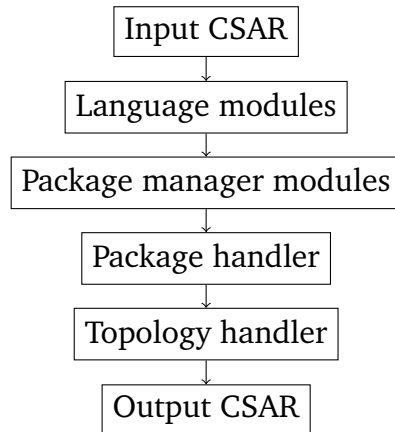 Input CSAR
Language modules
Package manager modules
Package handler
Topology handler
Output CSAR